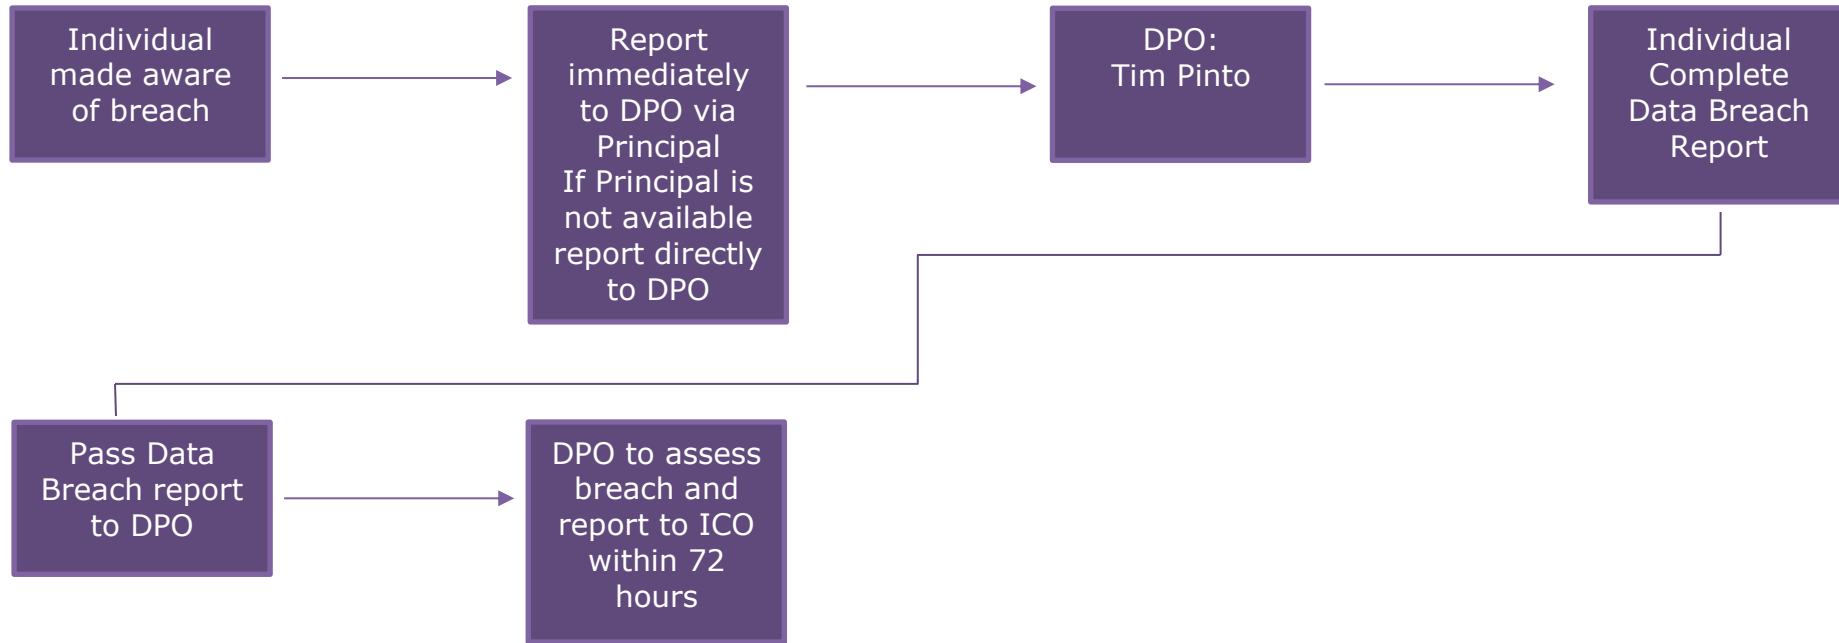 Individual
made aware
of breach
Report
immediately
to DPO via
Principal
If Principal is
not available
report directly
to DPO
DPO:
Tim Pinto
Individual
Complete
Data Breach
Report
Pass Data
Breach report
to DPO
DPO to assess
breach and
report to ICO
within 72
hours